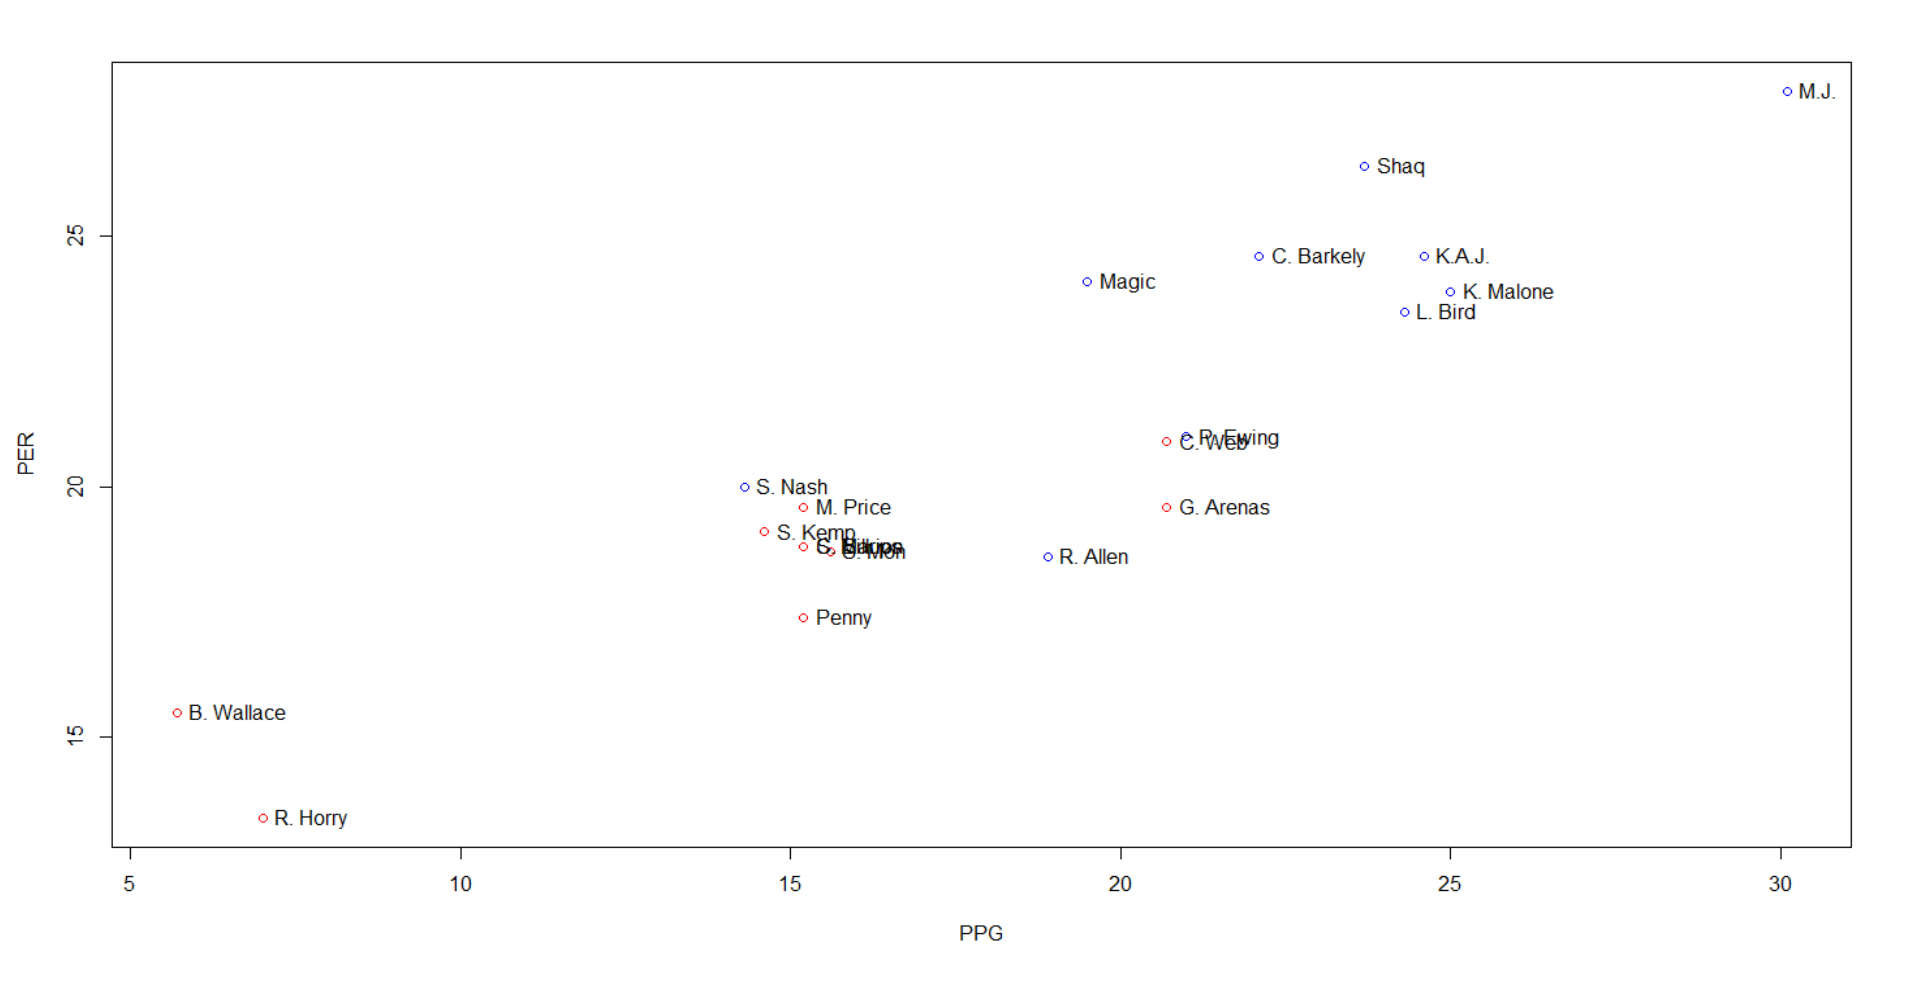 M.J.
Shaq
25
C. Barkely
K.A.J.
Magic
K. Malone
L. Bird
PER
P. Ewing
C. Web
20
S. Nash
M. Price
G. Arenas
S. Kemp
R. Allen
Penny
15
B. Wallace
R. Horry
5 10 15 20 25 30
PPG